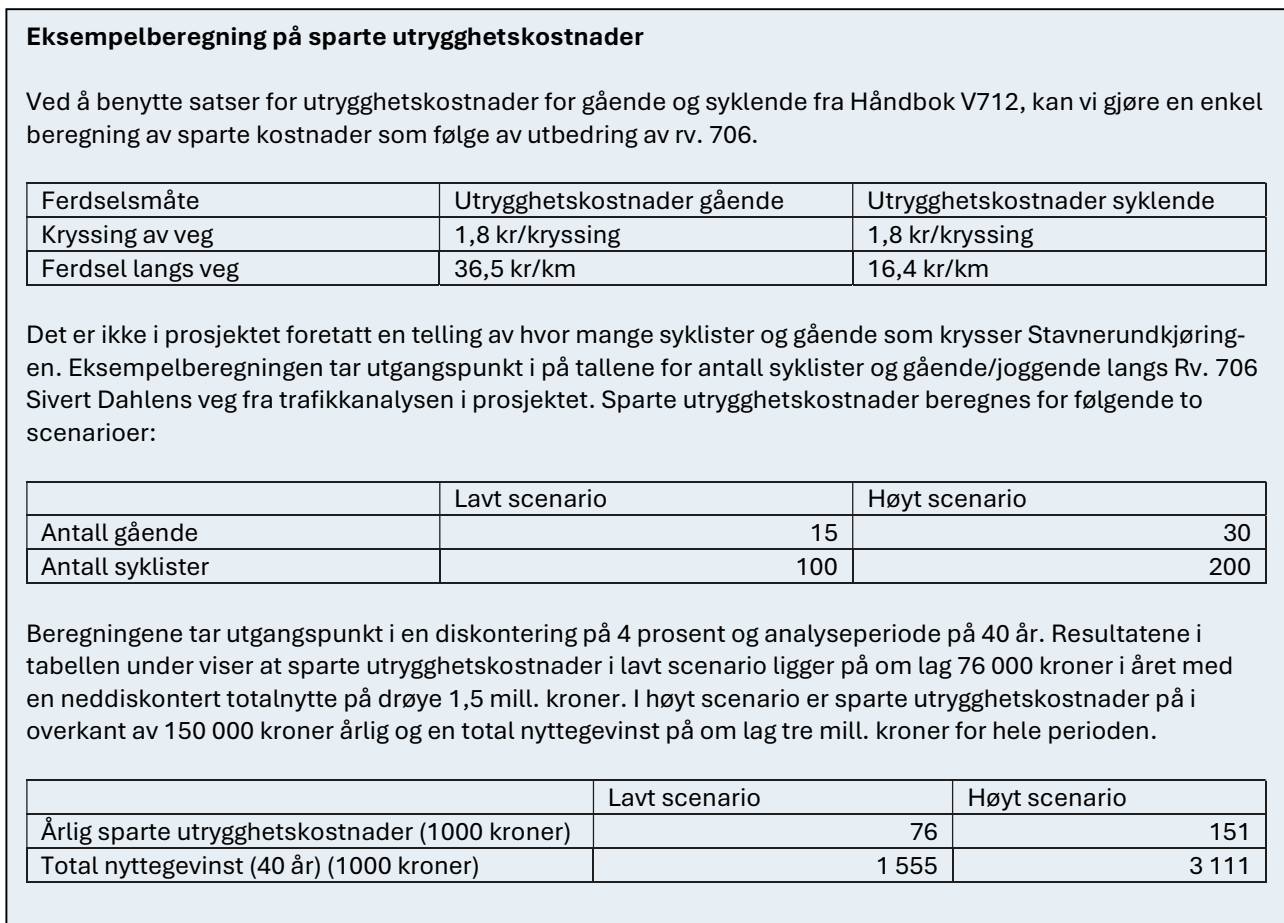 Eksempelberegning på sparte utrygghetskostnader
Ved å benytte satser for utrygghetskostnader for gående og syklende fra Håndbok V712, kan vi gjøre en enkel
beregning av sparte kostnader som følge av utbedring av rv. 706.
Ferdselsmåte Utrygghetskostnader gående Utrygghetskostnader syklende
Kryssing av veg 1,8 kr/kryssing 1,8 kr/kryssing
Ferdsel langs veg 36,5 kr/km 16,4 kr/km
Det er ikke i prosjektet foretatt en telling av hvor mange syklister og gående som krysser Stavnerundkjøring-
en. Eksempelberegningen tar utgangspunkt i på tallene for antall syklister og gående/joggende langs Rv. 706
Sivert Dahlens veg fra trafikkanalysen i prosjektet. Sparte utrygghetskostnader beregnes for følgende to
scenarioer:
Lavt scenario Høyt scenario
Antall gående 15 30
Antall syklister 100 200
Beregningene tar utgangspunkt i en diskontering på 4 prosent og analyseperiode på 40 år. Resultatene i
tabellen under viser at sparte utrygghetskostnader i lavt scenario ligger på om lag 76 000 kroner i året med
en neddiskontert totalnytte på drøye 1,5 mill. kroner. I høyt scenario er sparte utrygghetskostnader på i
overkant av 150 000 kroner årlig og en total nyttegevinst på om lag tre mill. kroner for hele perioden.
Lavt scenario Høyt scenario
Årlig sparte utrygghetskostnader (1000 kroner) 76 151
Total nyttegevinst (40 år) (1000 kroner) 1 555 3 111